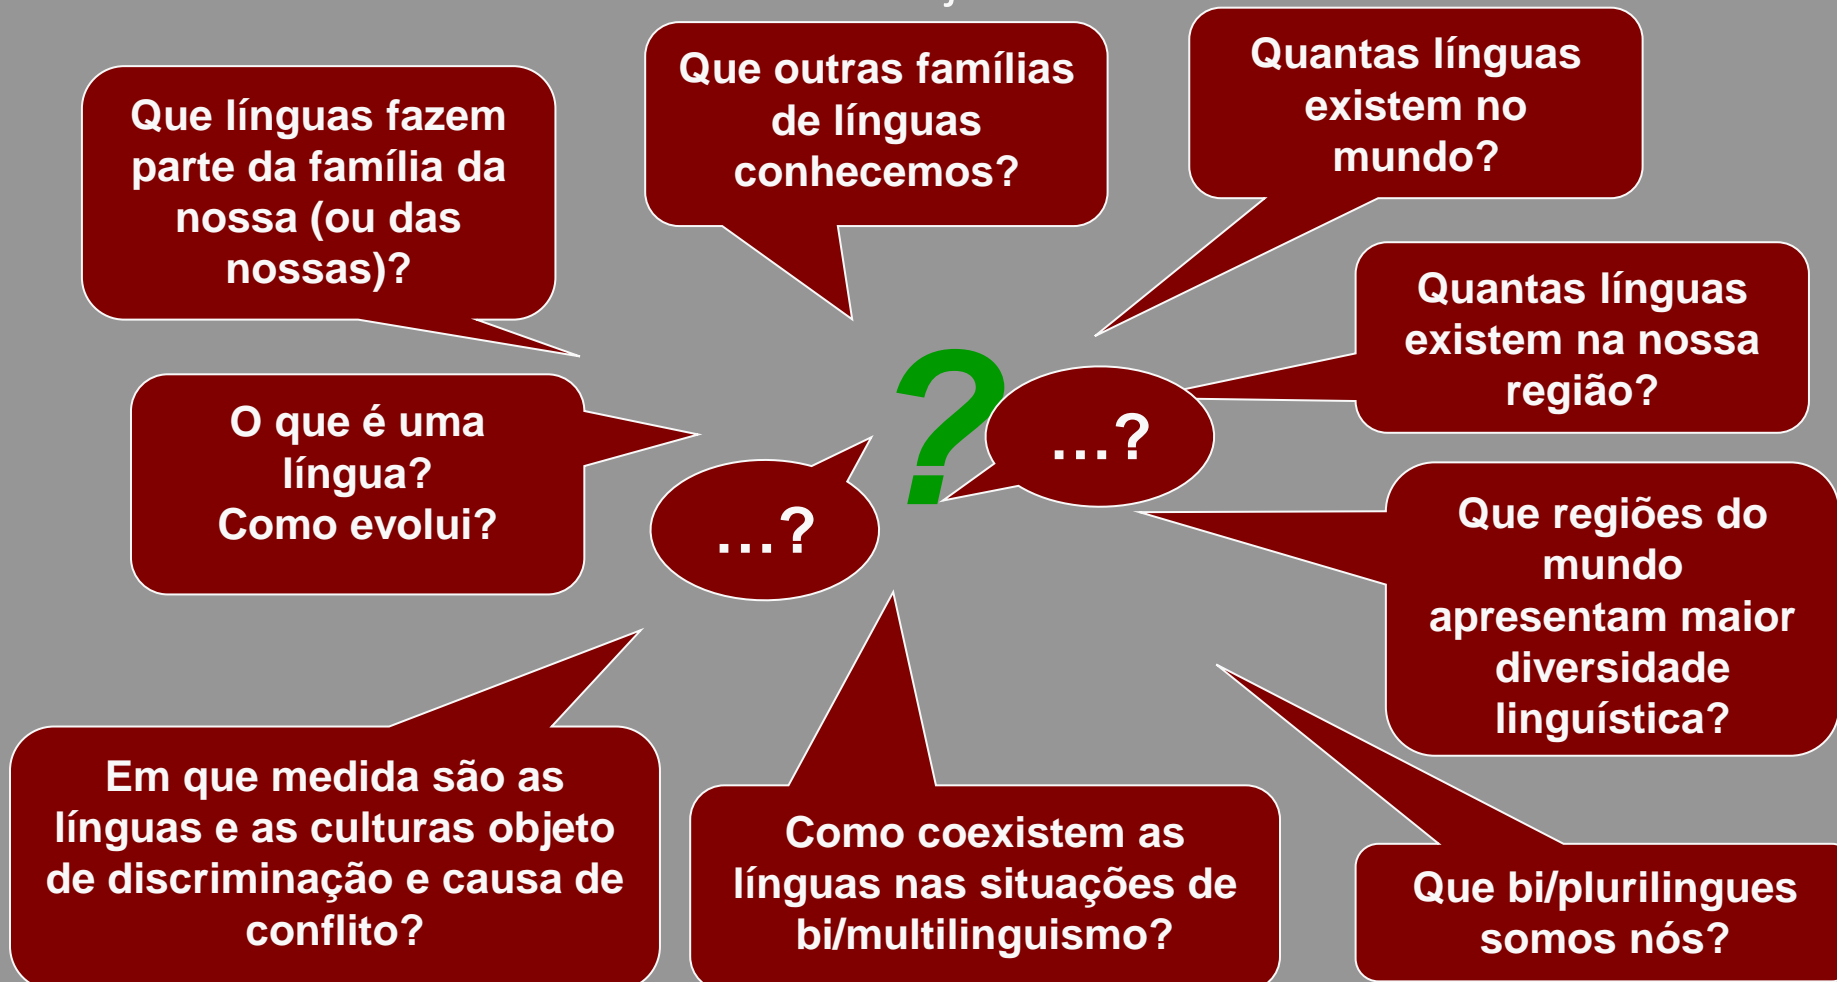 Que línguas fazem
parte da família da
nossa (ou das
nossas)?
Que outras famílias
de línguas
conhecemos?
Quantas línguas
existem no
mundo?
Quantas línguas
existem na nossa
região?
O que é uma
língua?
Como evolui?
?
…?
…?
Que regiões do
mundo
apresentam maior
diversidade
linguística?
Em que medida são as
línguas e as culturas objeto
de discriminação e causa de
conflito?
Como coexistem as
línguas nas situações de
bi/multilinguismo?
Que bi/plurilingues
somos nós?